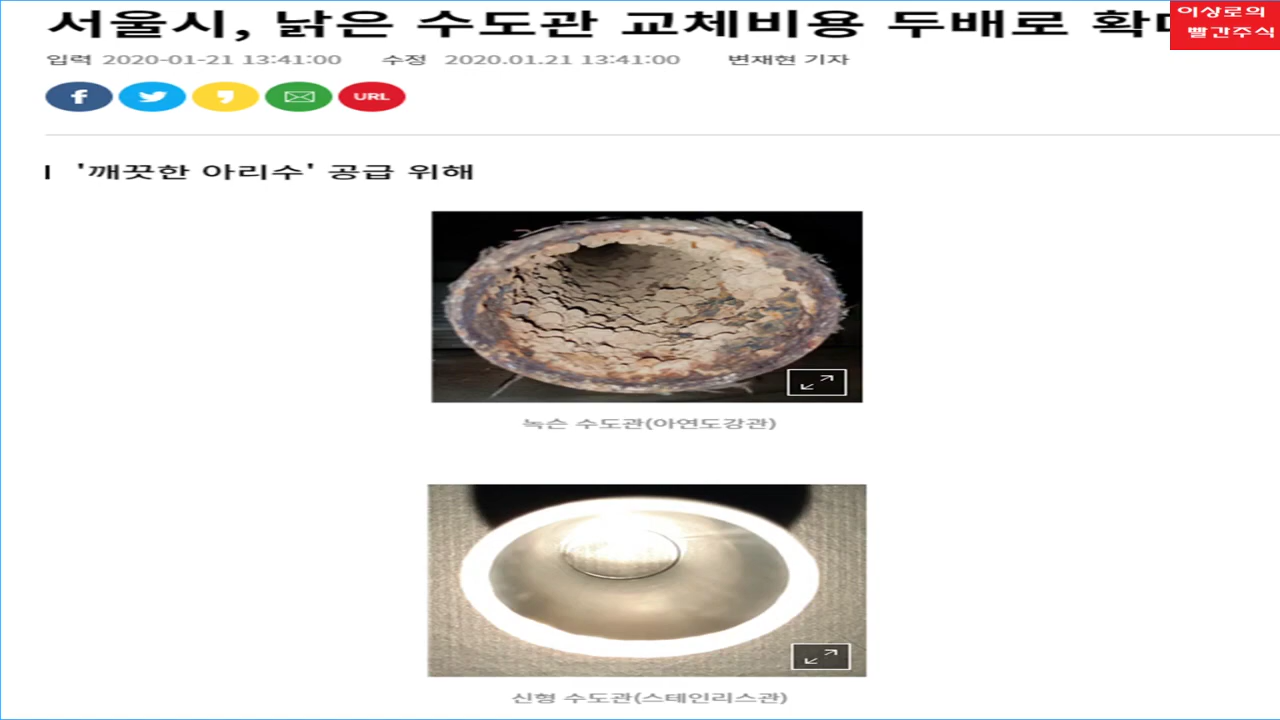 서울시, 낡은 수도관 교체비용 두배로
이상로의
빨간주식
입력 2020-01-21 13:41:00 수정 2020.01.21 13:41:00 변재현 기자
URL
'깨끗한 아리수' 공급 위해
녹슨 수도관(아연도강관)
신형 수도관(스테인리스관)